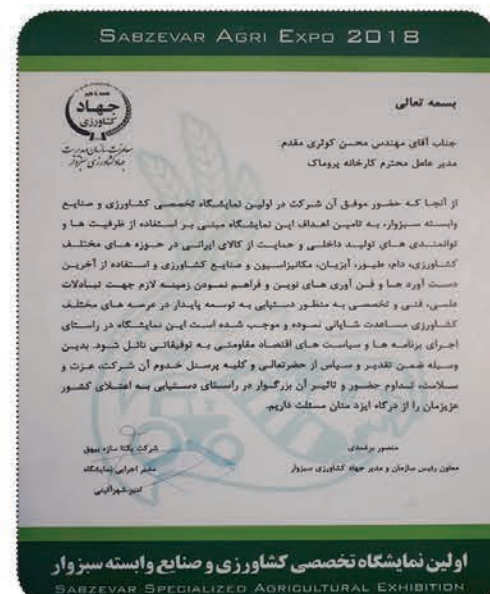 SABZEVAR AGRI EXPO 2018
بسمه تعالی
جهاد
کشاورزی
جناب آقای مهندس محسن کوثری مقدم
مدیر عامل محترم کارخانه پروماک
از آنجا که حضور موفق آن شرکت در اولین نمایشگاه تخصصی کشاورزی و صنایع
وابسته سبزوار، به تامین اهداف این نمایشگاه مبنی بر استفاده از ظرفیت ها و
توانمندی های تولید داخلی و حمایت از کالای ایرانی در حوزه های مختلف
کشاورزی، دام، طیور، آبزیان، مکانیزاسیون و صنایع کشاورزی و استفاده از آخرین
دست آورد ها و فن آوری های نوین و فراهم نمودن زمینه لازم جهت تبادلات
علمی، فنی و تخصصی به منظور دستیابی به توسعه پایدار در عرصه های مختلف
کشاورزی مساعدت شایانی نموده و موجب شده است این نمایشگاه در راستای
اجرای برنامه ها و سیاست های اقتصاد مقاومتی به توفیقاتی نائل شود. بدین
وسیله ضمن تقدیر و سپاس از حضرتعالی و کلیه پرسنل خدوم آن شرکت، عزت و
سلامت، تداوم حضور و تاثیر آن بزرگوار در راستای دستیابی به اعتلای کشور
عزیزمان را از درگاه ایزد منان مسئلت داریم.
منصور برغمدی
معاون رئیس سازمان و مدیر جهاد کشاورزی سبزوار
شرکت یکتا سازه بیهق
مدیر اجرایی نمایشگاه
امیر شهرآئینی
اولین نمایشگاه تخصصی کشاورزی و صنایع وابسته سبزوار
SABZEVAR SPECIALIZED AGRICULTURAL EXHIBITION